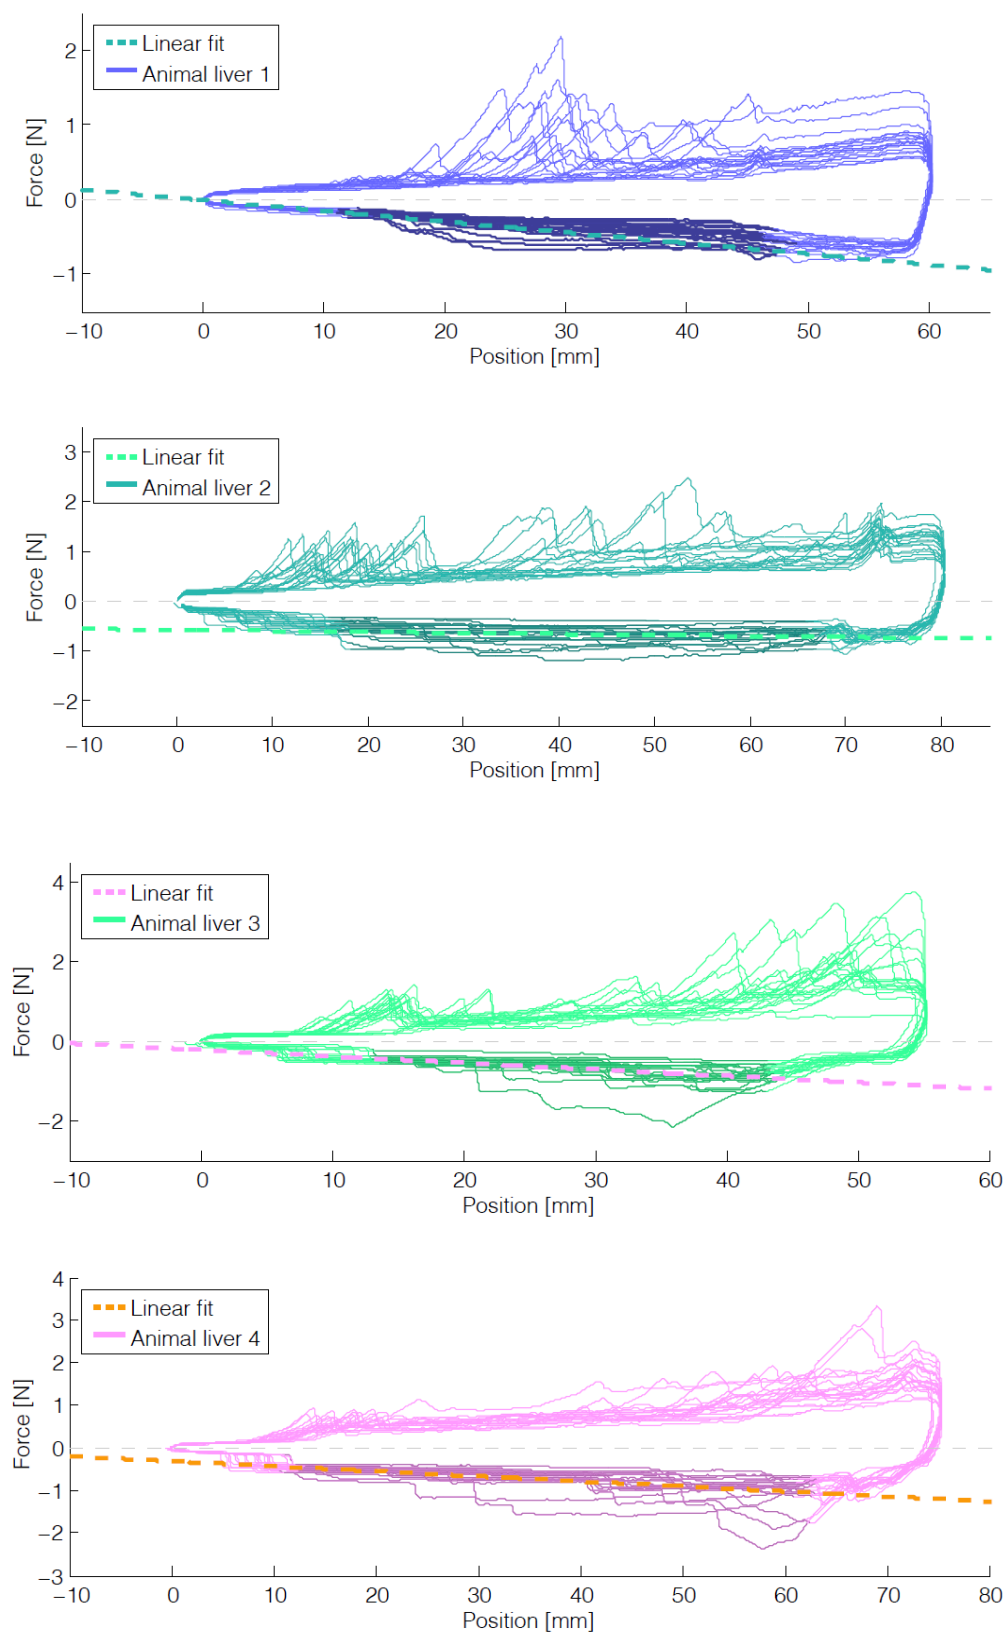 Linear fit
Animal liver 1
Force [N]
2
1
0
−1
−10 0 10 20 30 40 50 60
Position [mm]
Linear fit
Animal liver 2
Force [N]
3
2
1
0
−1
−2
−10 0 10 20 30 40 50 60 70 80
Position [mm]
Linear fit
Animal liver 3
Force [N]
4
2
0
−2
−10 0 10 20 30 40 50 60
Position [mm]
Linear fit
Animal liver 4
Force [N]
4
3
2
1
0
−1
−2
−3
−10 0 10 20 30 40 50 60 70 80
Position [mm]